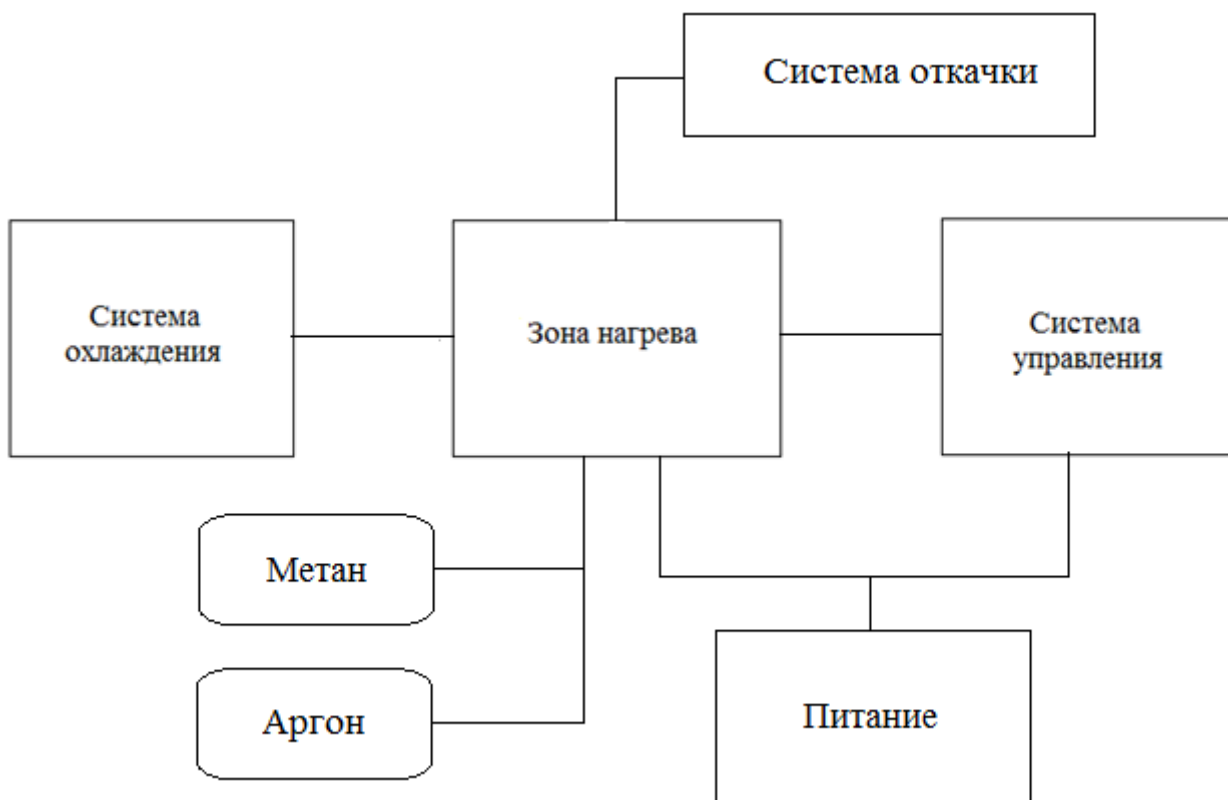 Система откачки
Система
охлаждения
Зона нагрева
Система
управления
Метан
Аргон
Питание